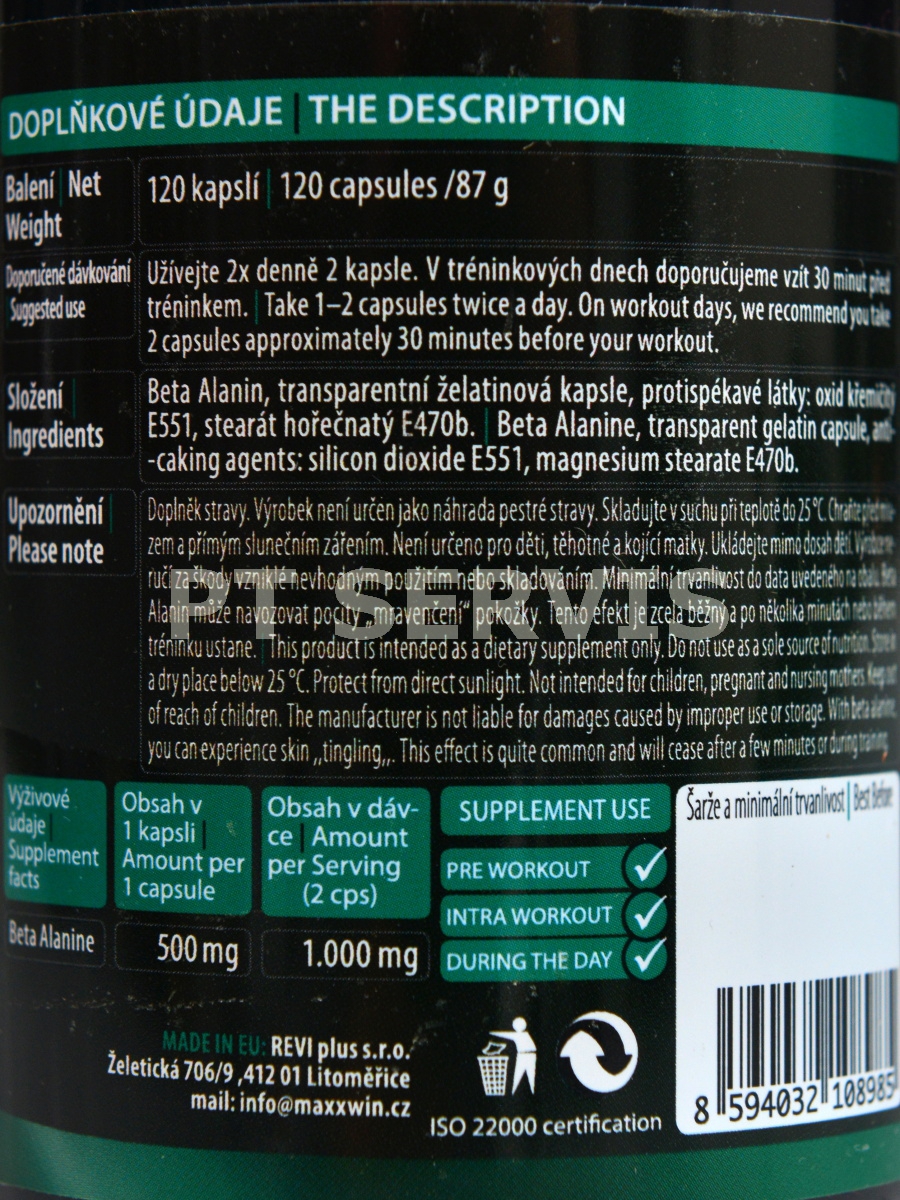 DOPLŇKOVÉ ÚDAJE | THE DESCRIPTION
Balení | Net
Weight
120 kapslí | 120 capsules /87 g
Doporučené dávkování
Suggested use
Užívejte 2x denně 2 kapsle. V tréninkových dnech doporučujeme vzít 30 minut před
tréninkem. | Take 1–2 capsules twice a day. On workout days, we recommend you take
2 capsules approximately 30 minutes before your workout.
Složení |
Ingredients
Beta Alanin, transparentní želatinová kapsle, protispékavé látky: oxid křemičitý
E551, stearát hořečnatý E470b. | Beta Alanine, transparent gelatin capsule, anti-
-caking agents: silicon dioxide E551, magnesium stearate E470b.
Upozornění |
Please note
Doplněk stravy. Výrobek není určen jako náhrada pestré stravy. Skladujte v suchu při teplotě do 25 °C. Chraňte před mra-
zem a přímým slunečním zářením. Není určeno pro děti, těhotné a kojící matky. Ukládejte mimo dosah dětí. Výrobce ne-
ručí za škody vzniklé nevhodným použitím nebo skladováním. Minimální trvanlivost do data uvedeného na obalu. Beta
Alanin může navozovat pocity „mravenčení" pokožky. Tento efekt je zcela běžný a po několika minutách nebo během
tréninku ustane. | This product is intended as a dietary supplement only. Do not use as a sole source of nutrition. Store in
a dry place below 25 °C. Protect from direct sunlight. Not intended for children, pregnant and nursing mothers. Keep out
of reach of children. The manufacturer is not liable for damages caused by improper use or storage. With beta alanine,
you can experience skin „tingling„. This effect is quite common and will cease after a few minutes or during training.
PT SERVIS
Výživové
údaje |
Supplement
facts
Obsah v
1 kapsli |
Amount per
1 capsule
Obsah v dáv-
ce | Amount
per Serving
(2 cps)
Beta Alanine
500 mg
1.000 mg
SUPPLEMENT USE
PRE WORKOUT
INTRA WORKOUT
DURING THE DAY
Šarže a minimální trvanlivost | Best Before
MADE IN EU: REVI plus s.r.o.
Želetická 706/9 ,412 01 Litoměřice
mail: info@maxxwin.cz
ISO 22000 certification
8 594032 108985